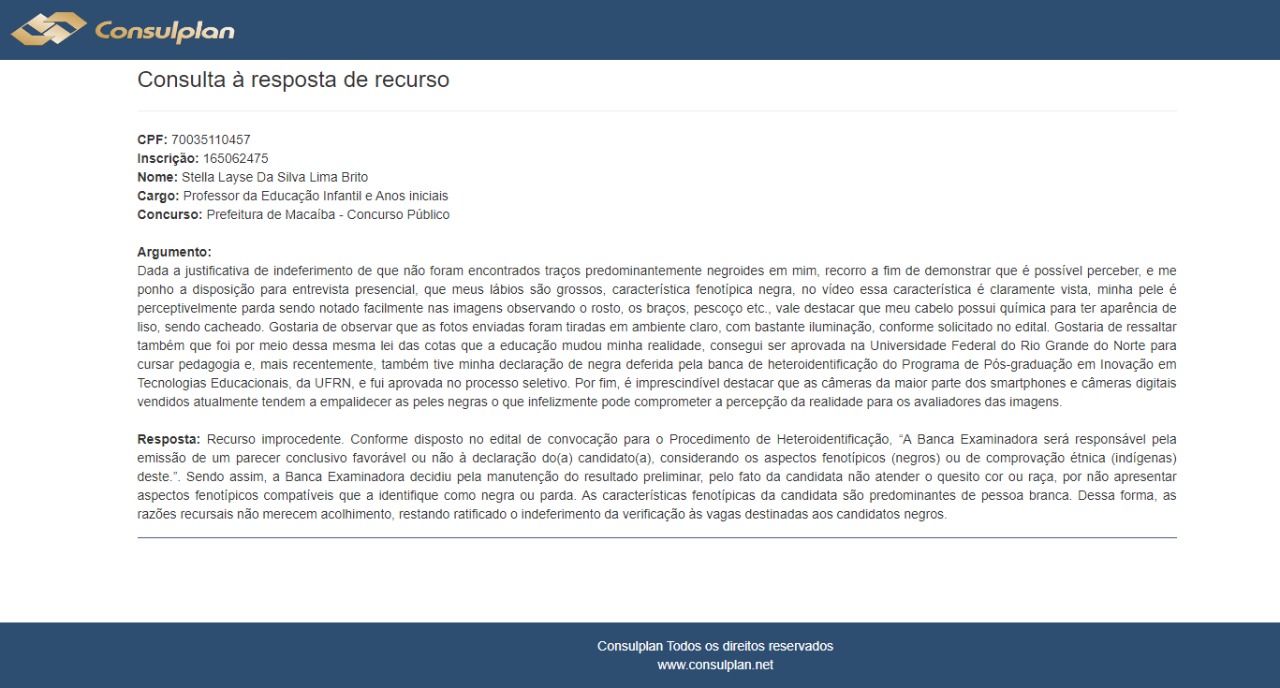 Consulplan
Consulta à resposta de recurso
CPF: 70035110457
Inscrição: 165062475
Nome: Stella Layse Da Silva Lima Brito
Cargo: Professor da Educação Infantil e Anos iniciais
Concurso: Prefeitura de Macaíba - Concurso Público
Argumento:
Dada a justificativa de indeferimento de que não foram encontrados traços predominantemente negroides em mim, recorro a fim de demonstrar que é possível perceber, e me
ponho a disposição para entrevista presencial, que meus lábios são grossos, característica fenotípica negra, no vídeo essa característica é claramente vista, minha pele é
perceptivelmente parda sendo notado facilmente nas imagens observando o rosto, os braços, pescoço etc., vale destacar que meu cabelo possui química para ter aparência de
liso, sendo cacheado. Gostaria de observar que as fotos enviadas foram tiradas em ambiente claro, com bastante iluminação, conforme solicitado no edital. Gostaria de ressaltar
também que foi por meio dessa mesma lei das cotas que a educação mudou minha realidade, consegui ser aprovada na Universidade Federal do Rio Grande do Norte para
cursar pedagogia e, mais recentemente, também tive minha declaração de negra deferida pela banca de heteroidentificação do Programa de Pós-graduação em Inovação em
Tecnologias Educacionais, da UFRN, e fui aprovada no processo seletivo. Por fim, é imprescindível destacar que as câmeras da maior parte dos smartphones e câmeras digitais
vendidos atualmente tendem a empalidecer as peles negras o que infelizmente pode comprometer a percepção da realidade para os avaliadores das imagens.
Resposta: Recurso improcedente. Conforme disposto no edital de convocação para o Procedimento de Heteroidentificação, “A Banca Examinadora será responsável pela
emissão de um parecer conclusivo favorável ou não à declaração do(a) candidato(a), considerando os aspectos fenotípicos (negros) ou de comprovação étnica (indígenas)
deste.”. Sendo assim, a Banca Examinadora decidiu pela manutenção do resultado preliminar, pelo fato da candidata não atender o quesito cor ou raça, por não apresentar
aspectos fenotípicos compatíveis que a identifique como negra ou parda. As características fenotípicas da candidata são predominantes de pessoa branca. Dessa forma, as
razões recursais não merecem acolhimento, restando ratificado o indeferimento da verificação às vagas destinadas aos candidatos negros.
Consulplan Todos os direitos reservados
www.consulplan.net